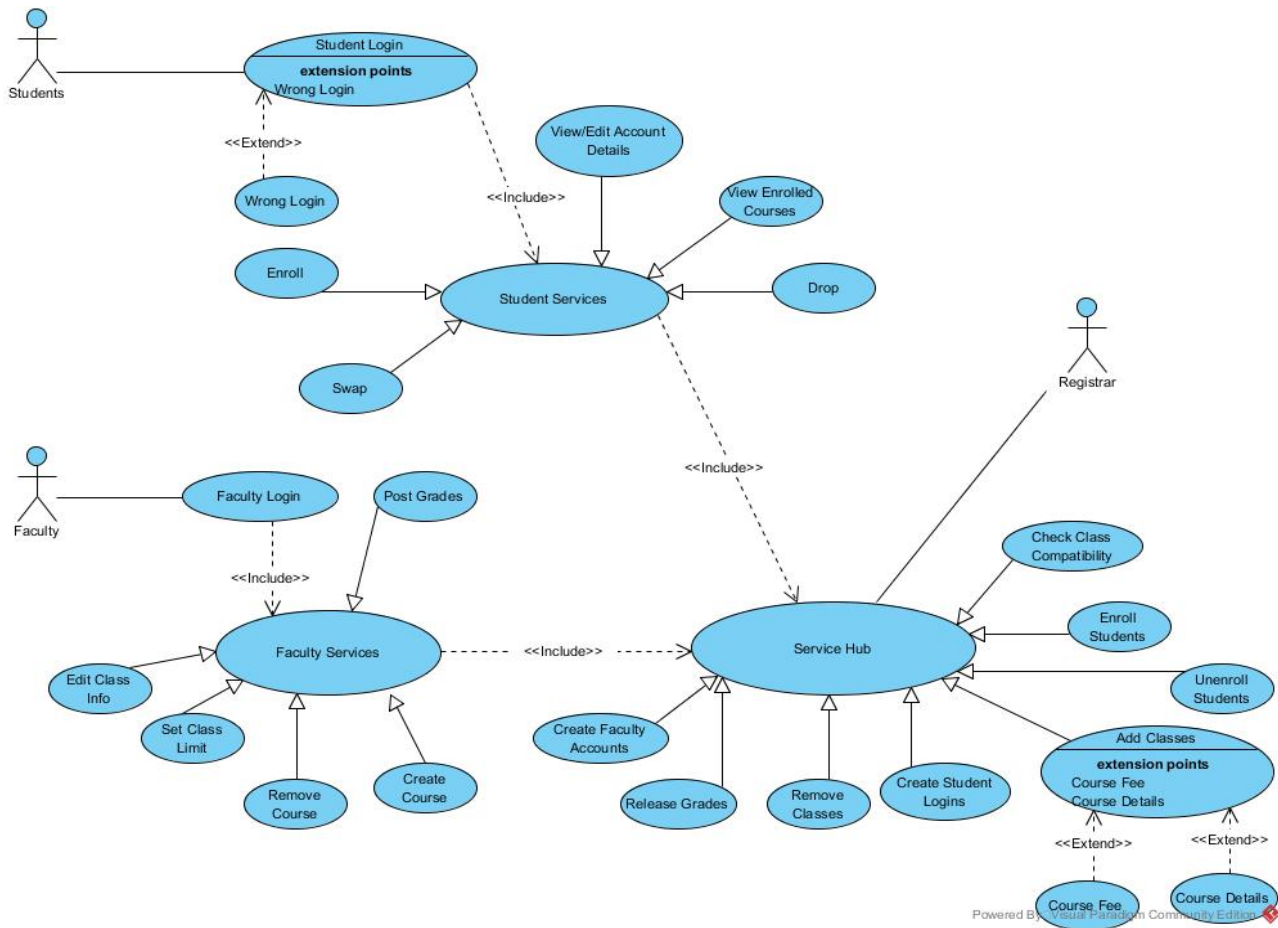 Student Login
extension points
Wrong Login
Students
<<Extend>>
Wrong Login
View/Edit Account
Details
<<Include>>
View Enrolled
Courses
Enroll
Student Services
Drop
Swap
Registrar
<<Include>>
Faculty
Faculty Login
Post Grades
<<Include>>
Check Class
Compatibility
Faculty Services
<<Include>>
Service Hub
Enroll
Students
Edit Class
Info
Unenroll
Students
Set Class
Limit
Create Faculty
Accounts
Add Classes
extension points
Course Fee
Course Details
Remove
Course
Create
Course
Release Grades
Remove
Classes
Create Student
Logins
<<Extend>>
<<Extend>>
Course Fee
Course Details
Powered By: Visual Paradigm Community Edition